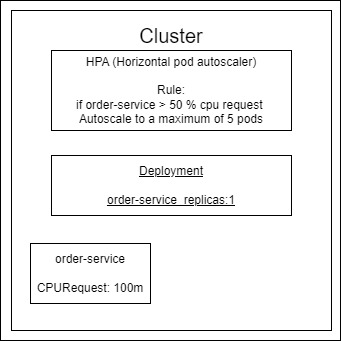 Cluster
HPA (Horizontal pod autoscaler)
Rule:
if order-service > 50 % cpu request
Autoscale to a maximum of 5 pods
Deployment
order-service replicas:1
order-service
CPURequest: 100m